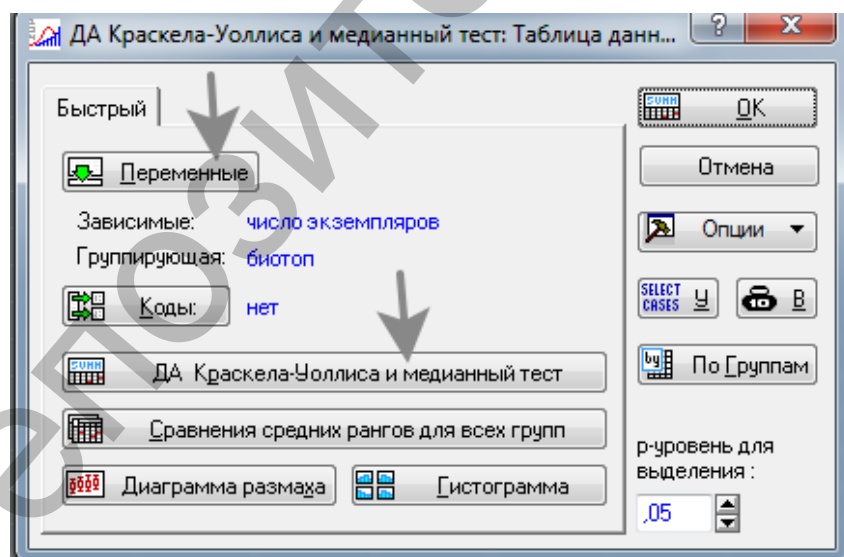 ДА Краскела-Уоллиса и медианный тест: Таблица данн...
?
X
Быстрый
Переменные
Зависимые: число экземпляров
Группирующая: биотоп
Коды: нет
ДА Краскела-Уоллиса и медианный тест
Сравнения средних рангов для всех групп
Диаграмма размаха
Гистограмма
SUMM
OK
Отмена
Опции
SELECT CASES У
В
by По Группам
р-уровень для
выделения :
,05